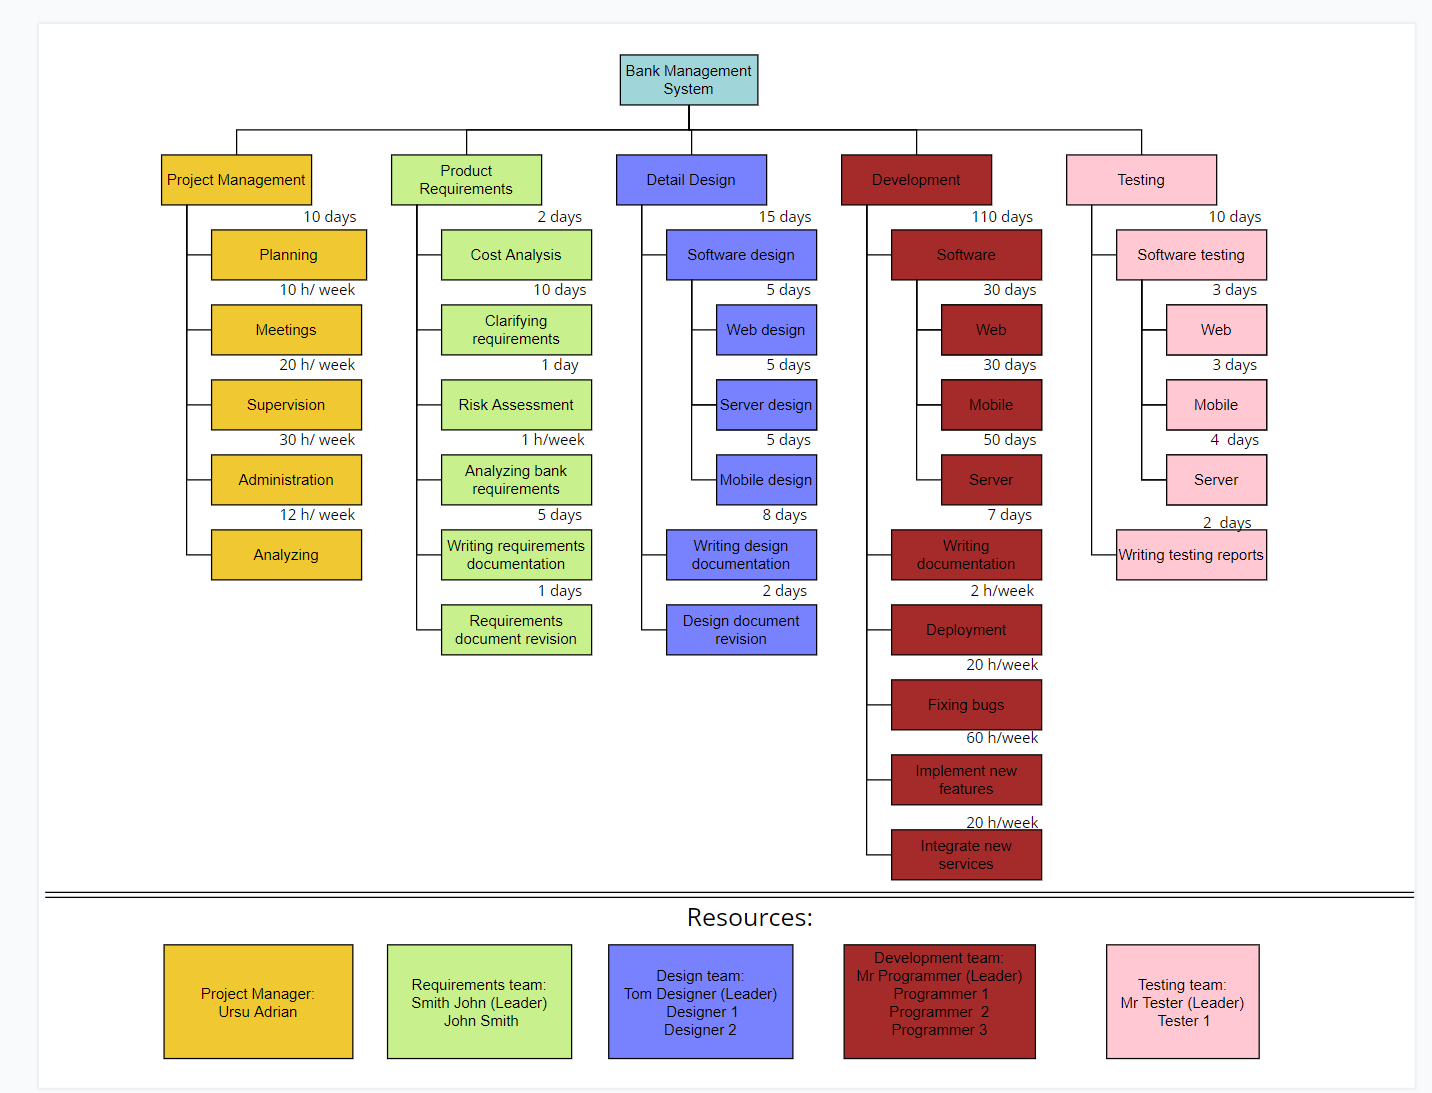 Bank Management
System
Project Management
10 days
Planning
10 h/ week
Meetings
20 h/ week
Supervision
30 h/ week
Administration
12 h/ week
Analyzing
Product
Requirements
2 days
Cost Analysis
10 days
Clarifying
requirements
1 day
Risk Assessment
1 h/week
Analyzing bank
requirements
5 days
Writing requirements
documentation
1 days
Requirements
document revision
Detail Design
15 days
Software design
5 days
Web design
5 days
Server design
5 days
Mobile design
8 days
Writing design
documentation
2 days
Design document
revision
Development
110 days
Software
30 days
Web
30 days
Mobile
50 days
Server
7 days
Writing
documentation
2 h/week
Deployment
20 h/week
Fixing bugs
60 h/week
Implement new
features
20 h/week
Integrate new
services
Testing
10 days
Software testing
3 days
Web
3 days
Mobile
4  days
Server
2  days
Writing testing reports
Resources:
Project Manager:
Ursu Adrian
Requirements team:
Smith John (Leader)
John Smith
Design team:
Tom Designer (Leader)
Designer 1
Designer 2
Development team:
Mr Programmer (Leader)
Programmer 1
Programmer  2
Programmer 3
Testing team:
Mr Tester (Leader)
Tester 1